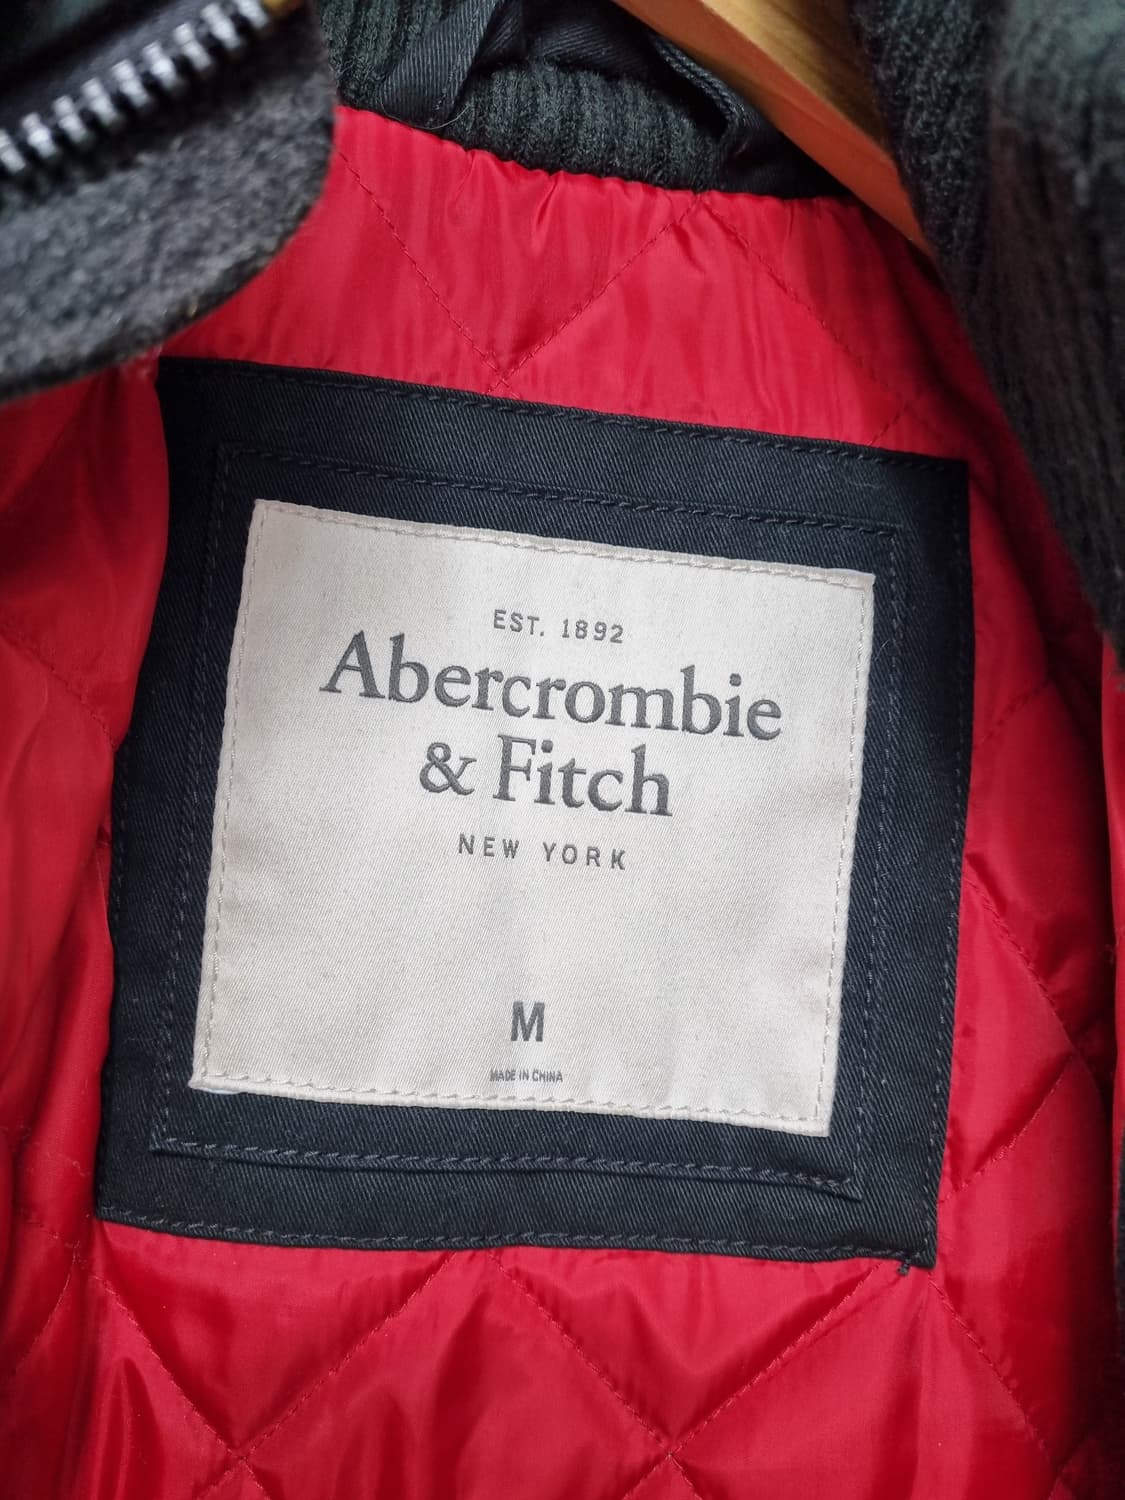 EST. 1892
Abercrombie
& Fitch
NEW YORK
M
MADE IN CHINA